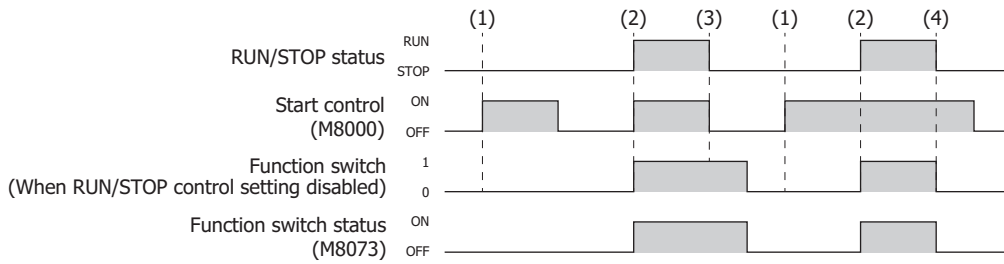 (1) (2) (3) (1) (2) (4)
RUN/STOP status RUN
STOP
Start control ON
(M8000) OFF
Function switch 1
(When RUN/STOP control setting disabled) 0
Function switch status ON
(M8073) OFF